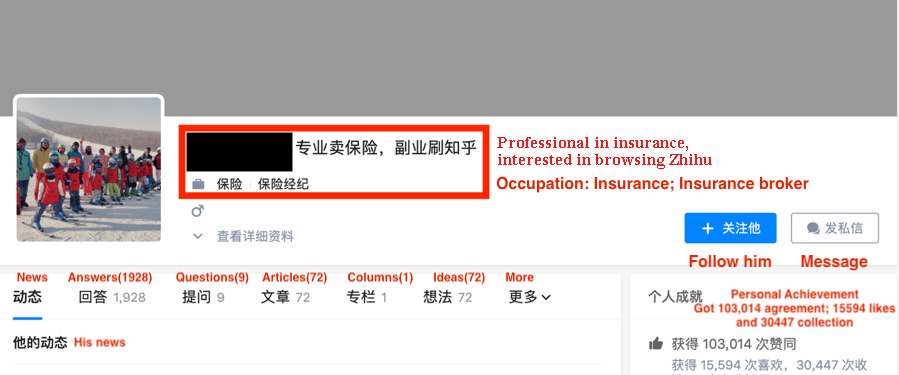 专业卖保险，副业刷知乎
Professional in insurance,
interested in browsing Zhihu
保险 保险经纪
Occupation: Insurance; Insurance broker
查看详细资料
关注他
发私信
Follow him
Message
News Answers(1928) Questions(9) Articles(72) Columns(1) Ideas(72) More
动态 回答 1,928 提问 9 文章 72 专栏 1 想法 72 更多
他的动态 His news
个人成就 Personal Achievement
Got 103,014 agreement; 15594 likes
and 30447 collection
获得 103,014 次赞同
获得 15,594 次喜欢，30,447 次收